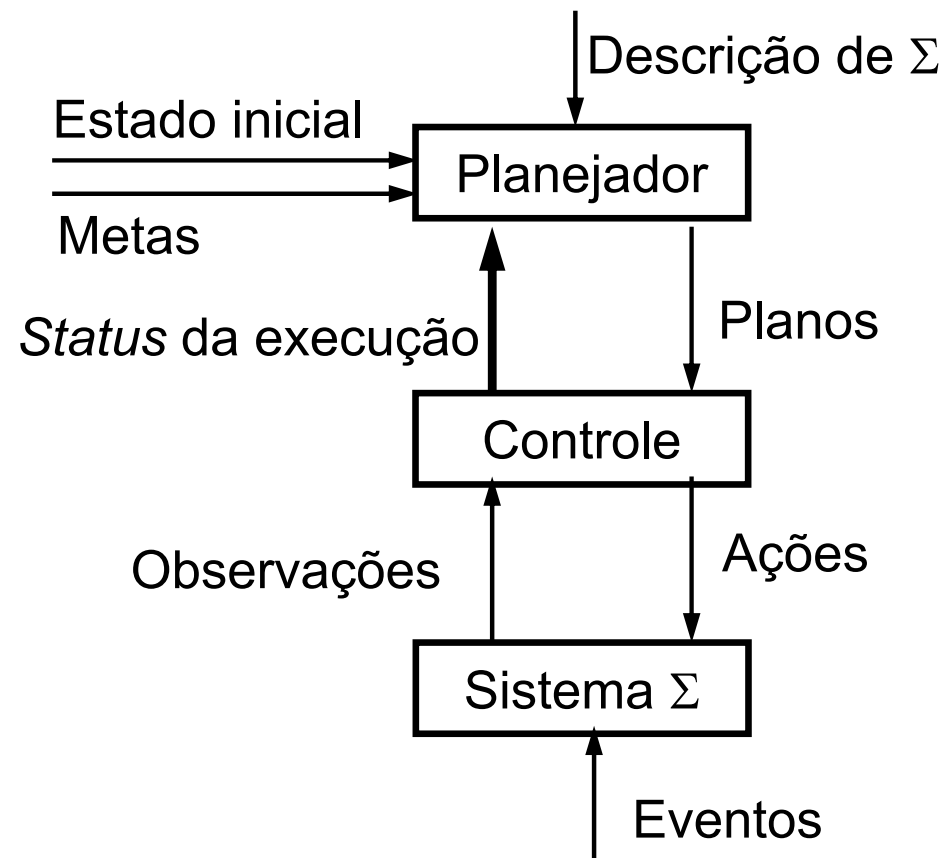 Descrição de Σ
Estado inicial
Planejador
Metas
Status da execução
Planos
Controle
Observações
Ações
Sistema Σ
Eventos